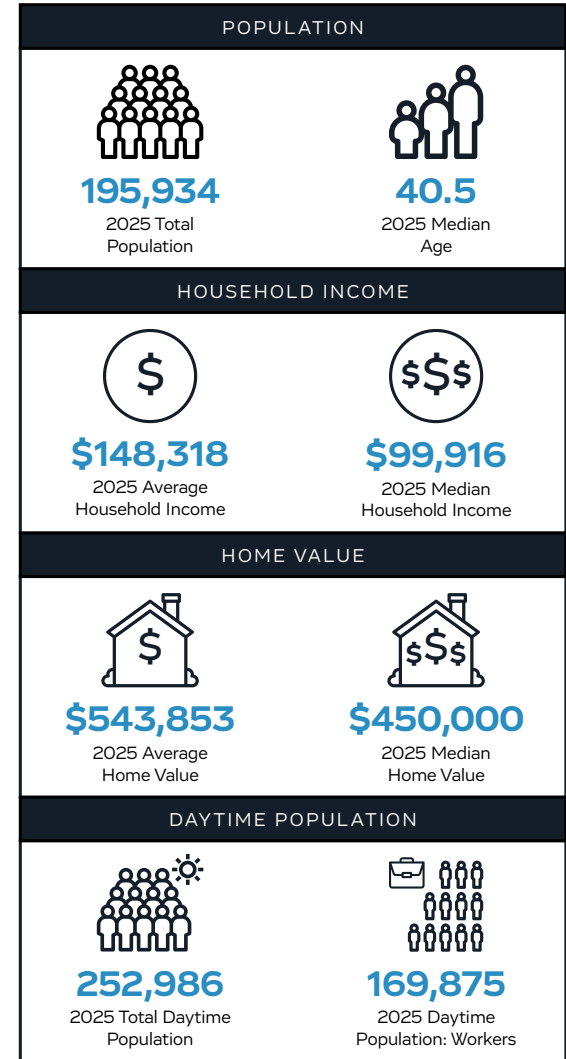 POPULATION
195,934
2025 Total
Population
40.5
2025 Median
Age
HOUSEHOLD INCOME
$
$148,318
2025 Average
Household Income
$$$
$99,916
2025 Median
Household Income
HOME VALUE
$
$543,853
2025 Average
Home Value
$$$
$450,000
2025 Median
Home Value
DAYTIME POPULATION
252,986
2025 Total Daytime
Population
169,875
2025 Daytime
Population: Workers